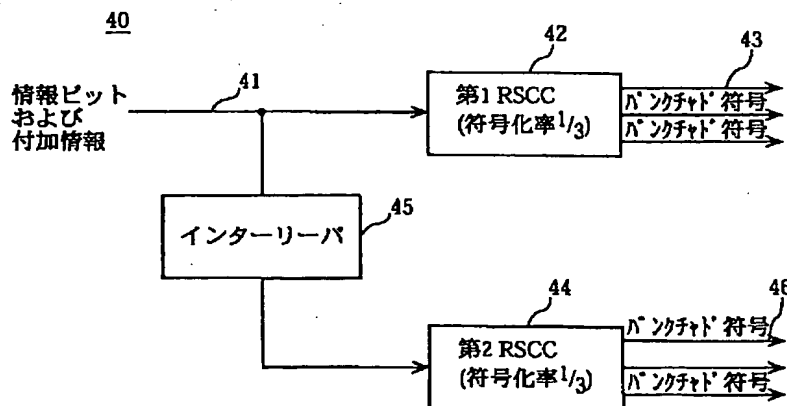 40
情報ビット
および
付加情報
41
42
43
第1 RSCC
(符号化率1/3)
パンクチャド符号
パンクチャド符号
インターリーバ
45
44
46
第2 RSCC
(符号化率1/3)
パンクチャド符号
パンクチャド符号